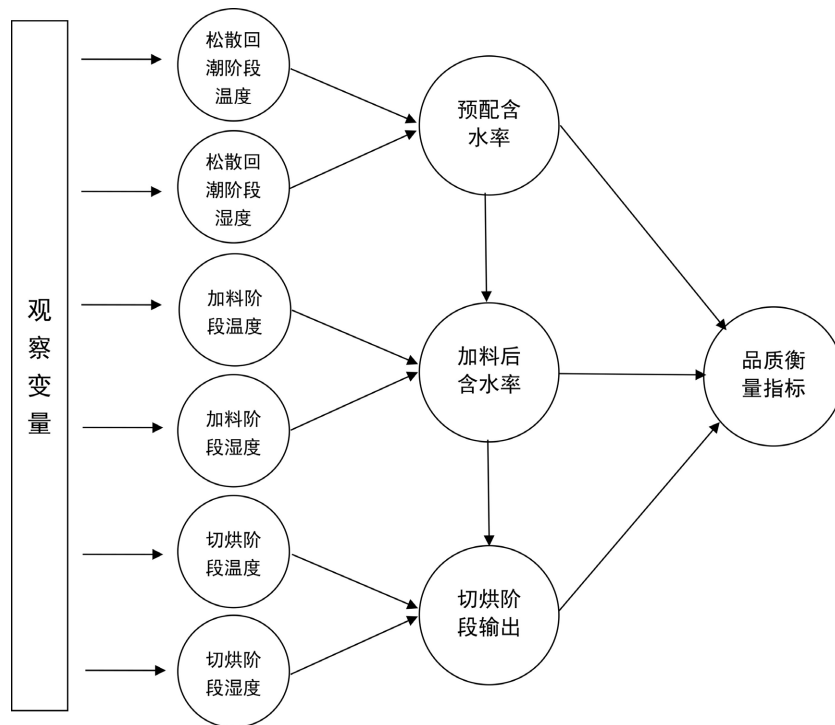 观
察
变
量
松散回
潮阶段
温度
松散回
潮阶段
湿度
加料阶
段温度
加料阶
段湿度
切烘阶
段温度
切烘阶
段湿度
预配含
水率
加料后
含水率
切烘阶
段输出
品质衡
量指标